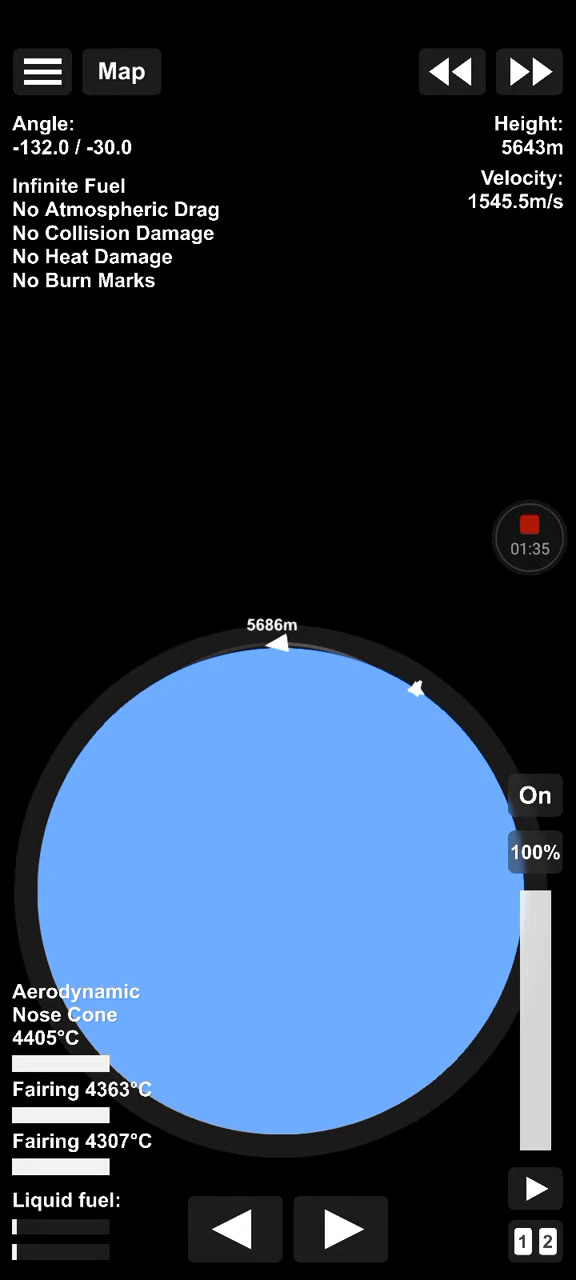 Map
Angle:
-132.0 / -30.0
Infinite Fuel
No Atmospheric Drag
No Collision Damage
No Heat Damage
No Burn Marks
Height:
5643m
Velocity:
1545.5m/s
01:35
5686m
On
100%
Aerodynamic
Nose Cone
4405°C
Fairing 4363°C
Fairing 4307°C
Liquid fuel:
1 2